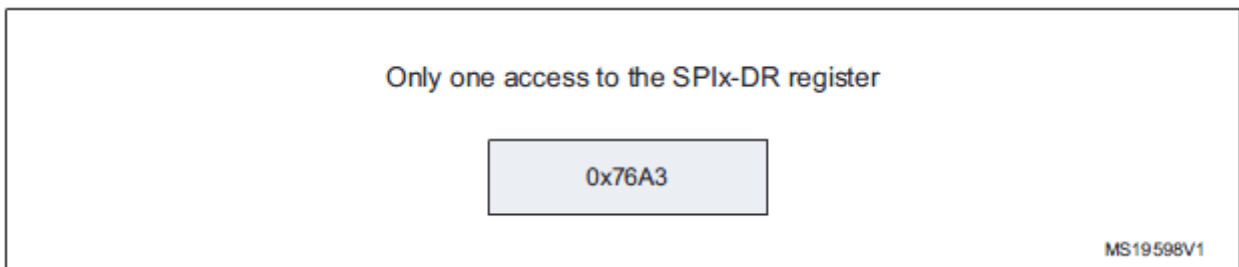 Only one access to the SPIx-DR register
0x76A3
MS19598V1